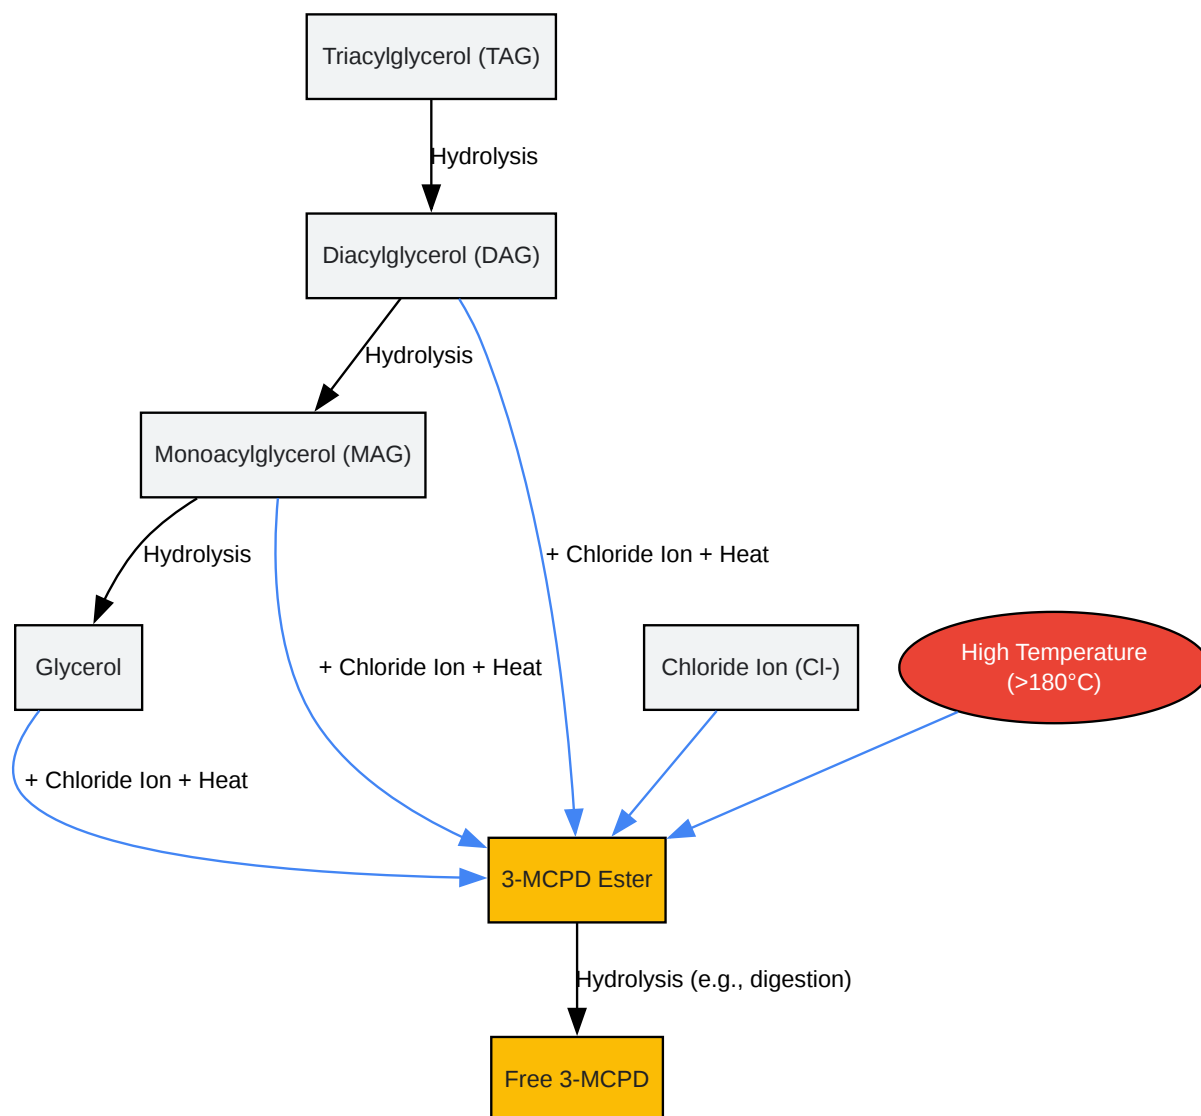 Triacylglycerol (TAG)
Hydrolysis
Diacylglycerol (DAG)
Hydrolysis
Monoacylglycerol (MAG)
Hydrolysis
+ Chloride Ion + Heat
Glycerol
+ Chloride Ion + Heat
Chloride Ion (Cl-)
High Temperature
(>180°C)
+ Chloride Ion + Heat
3-MCPD Ester
Hydrolysis (e.g., digestion)
Free 3-MCPD